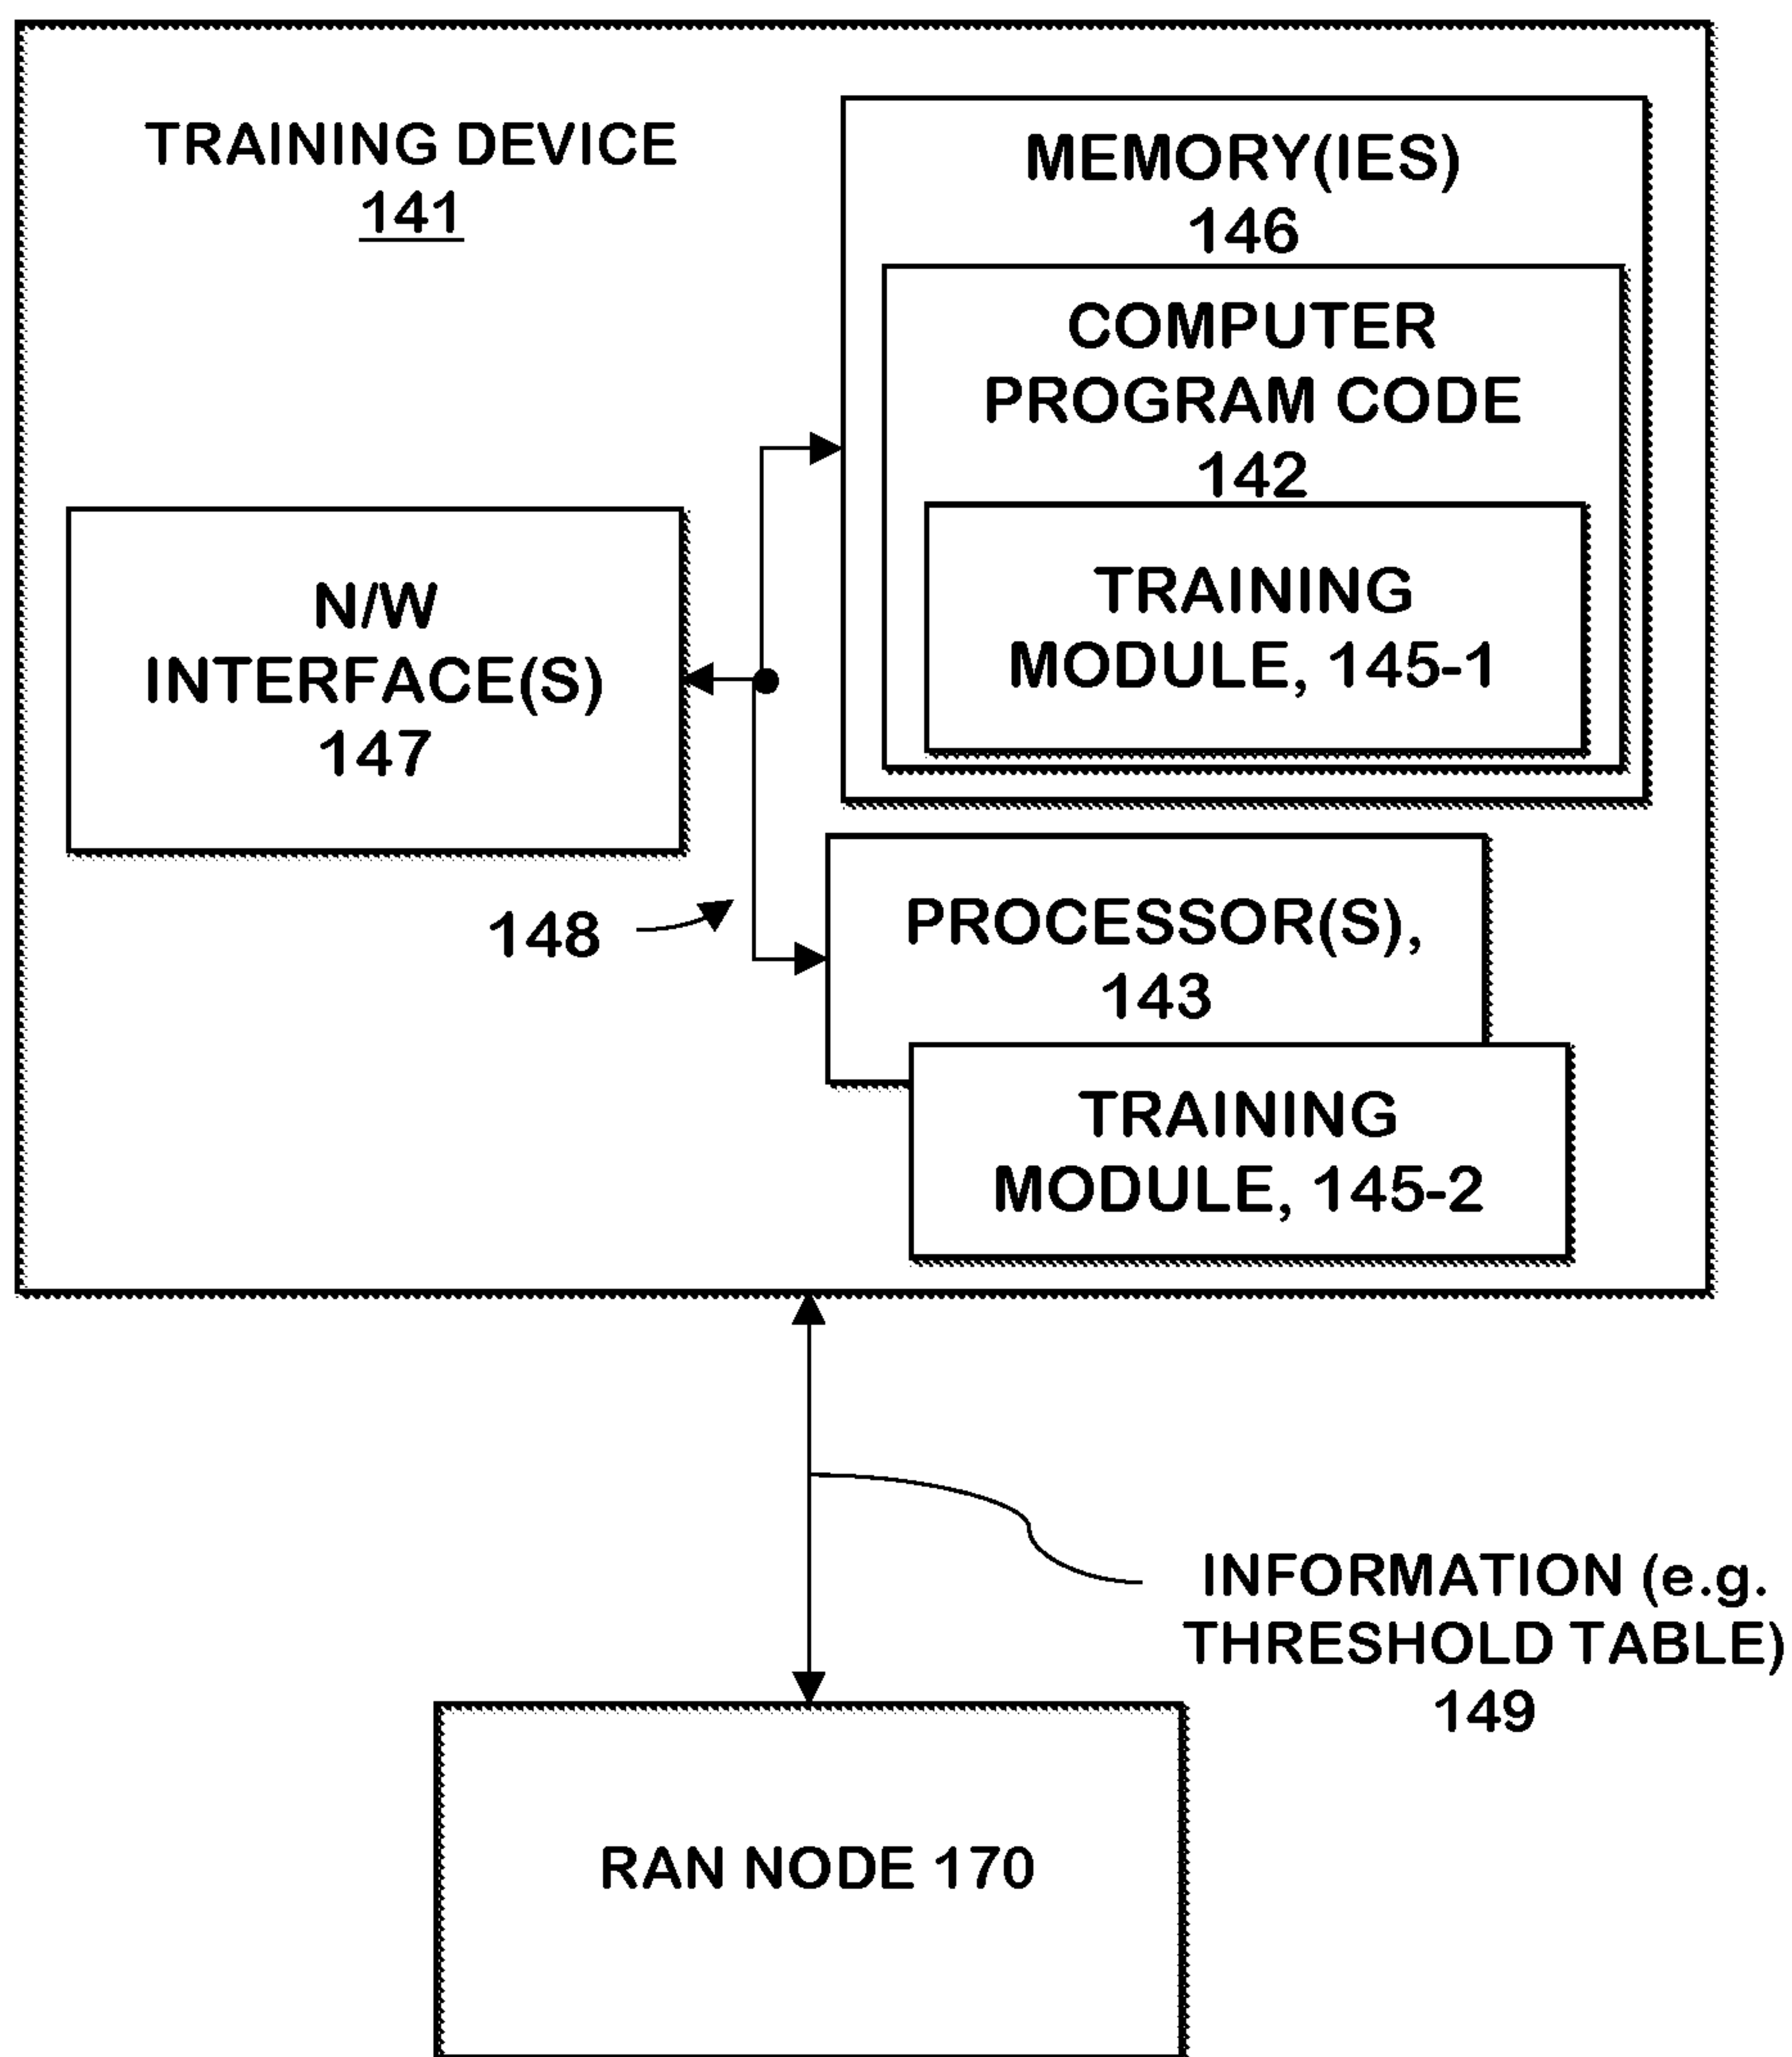 TRAINING DEVICE
141
MEMORY(IES)
146
COMPUTER
PROGRAM CODE
142
TRAINING
MODULE, 145-1
N/W
INTERFACE(S)
147
148
PROCESSOR(S),
143
TRAINING
MODULE, 145-2
INFORMATION (e.g.
THRESHOLD TABLE)
149
RAN NODE 170